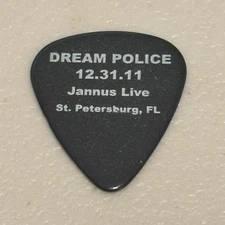 DREAM POLICE
12.31.11
Jannus Live
St. Petersburg, FL